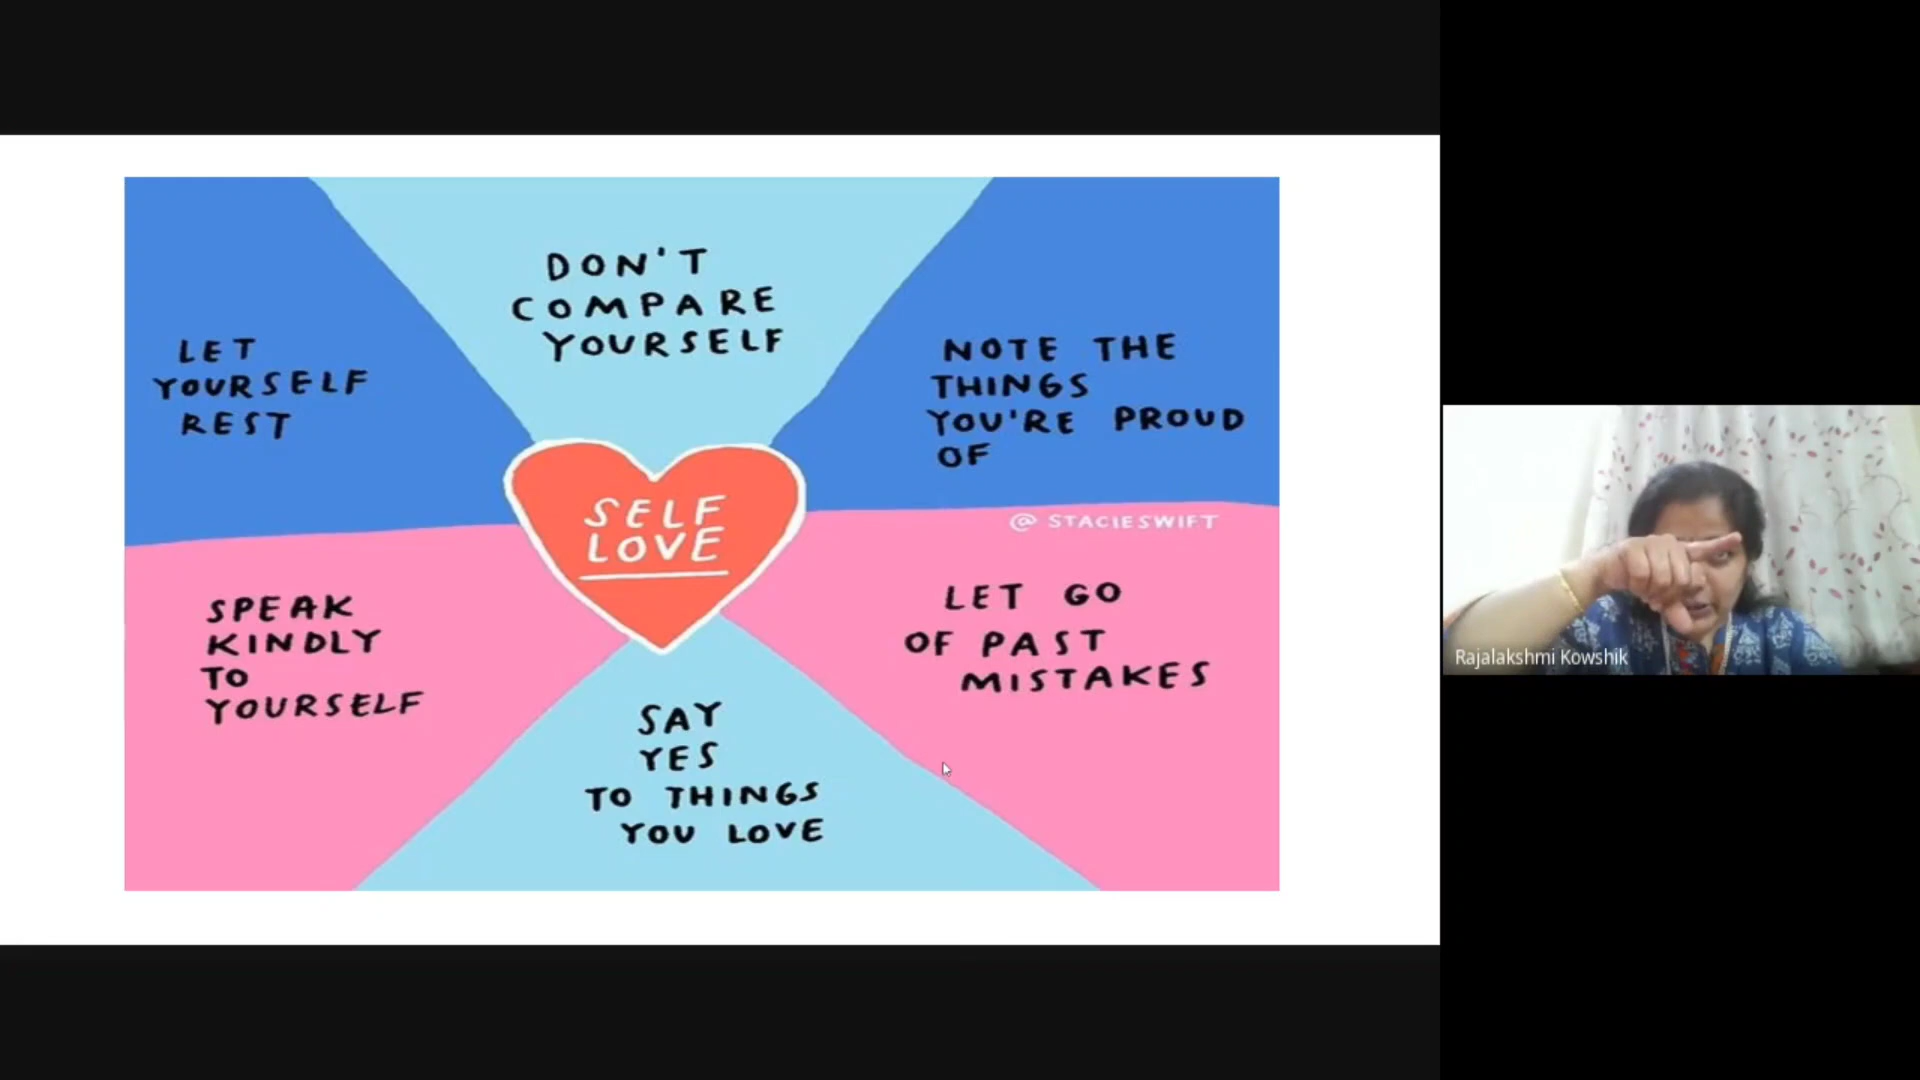 DON'T
COMPARE
YOURSELF
LET
YOURSELF
REST
NOTE THE
THINGS
YOU'RE PROUD
OF
SELF
LOVE
@ STACIESWIFT
SPEAK
KINDLY
TO
YOURSELF
LET GO
OF PAST
MISTAKES
SAY
YES
TO THINGS
YOU LOVE
Rajalakshmi Kowshik